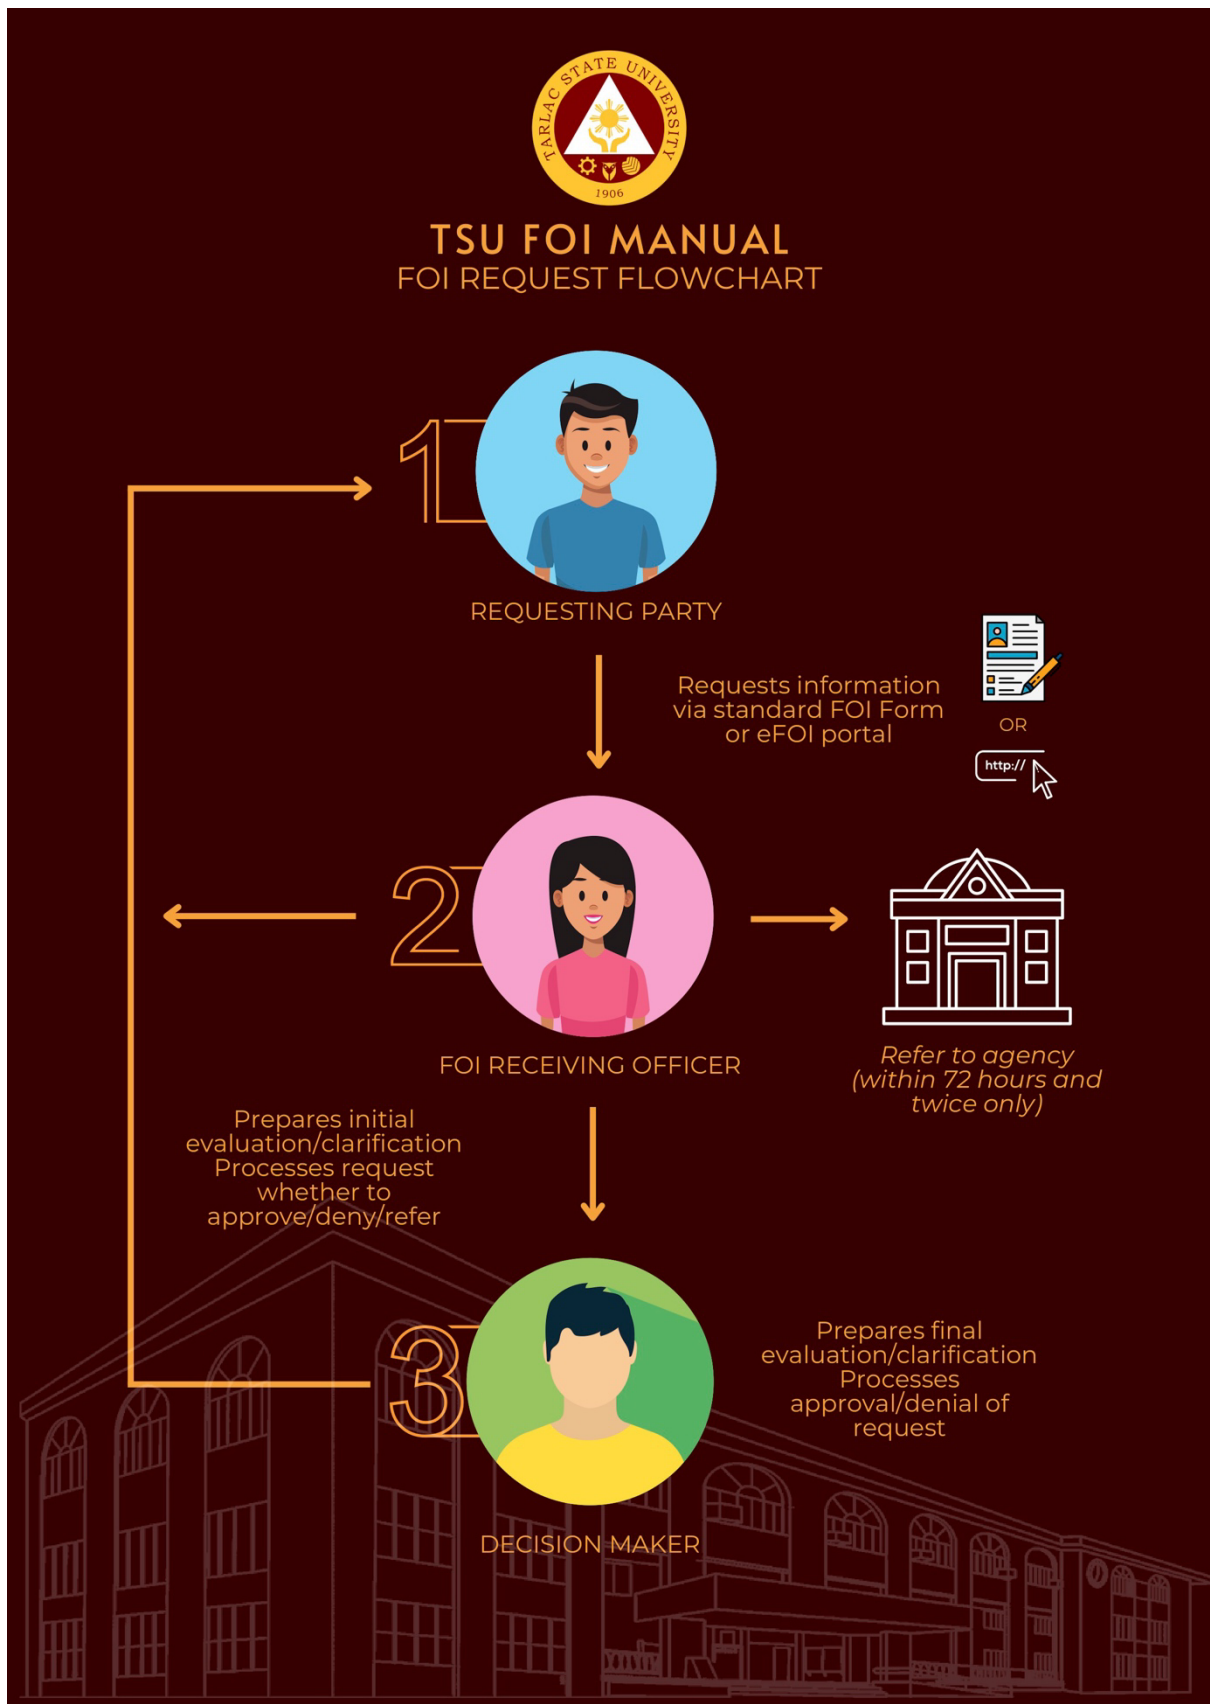 TARLAC STATE UNIVERSITY
1906
TSU FOI MANUAL
FOI REQUEST FLOWCHART
1
REQUESTING PARTY
Requests information
via standard FOI Form
or eFOI portal
OR
http://
2
FOI RECEIVING OFFICER
Refer to agency
(within 72 hours and
twice only)
Prepares initial
evaluation/clarification
Processes request
whether to
approve/deny/refer
3
Prepares final
evaluation/clarification
Processes
approval/denial of
request
DECISION MAKER